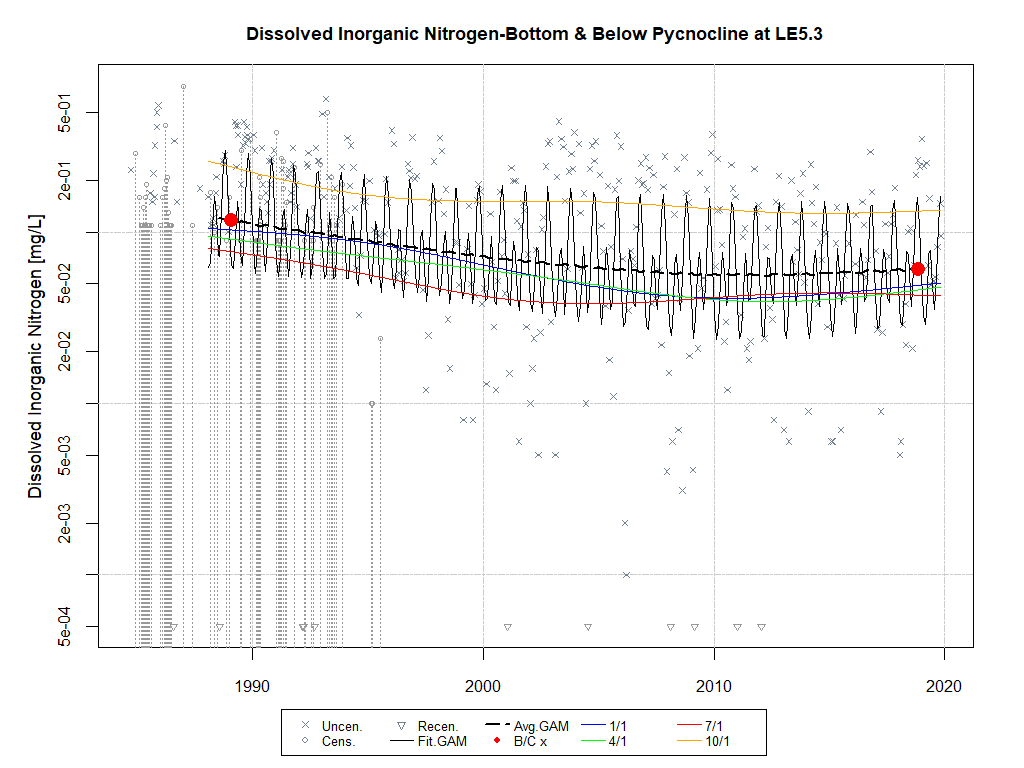 Dissolved Inorganic Nitrogen-Bottom & Below Pycnocline at LE5.3
Dissolved Inorganic Nitrogen [mg/L]
5e-01
2e-01
5e-02
2e-02
5e-03
2e-03
5e-04
1990
2000
2010
2020
Uncen. Recen. Avg.GAM 1/1 7/1
Cens. Fit.GAM B/C x 4/1 10/1